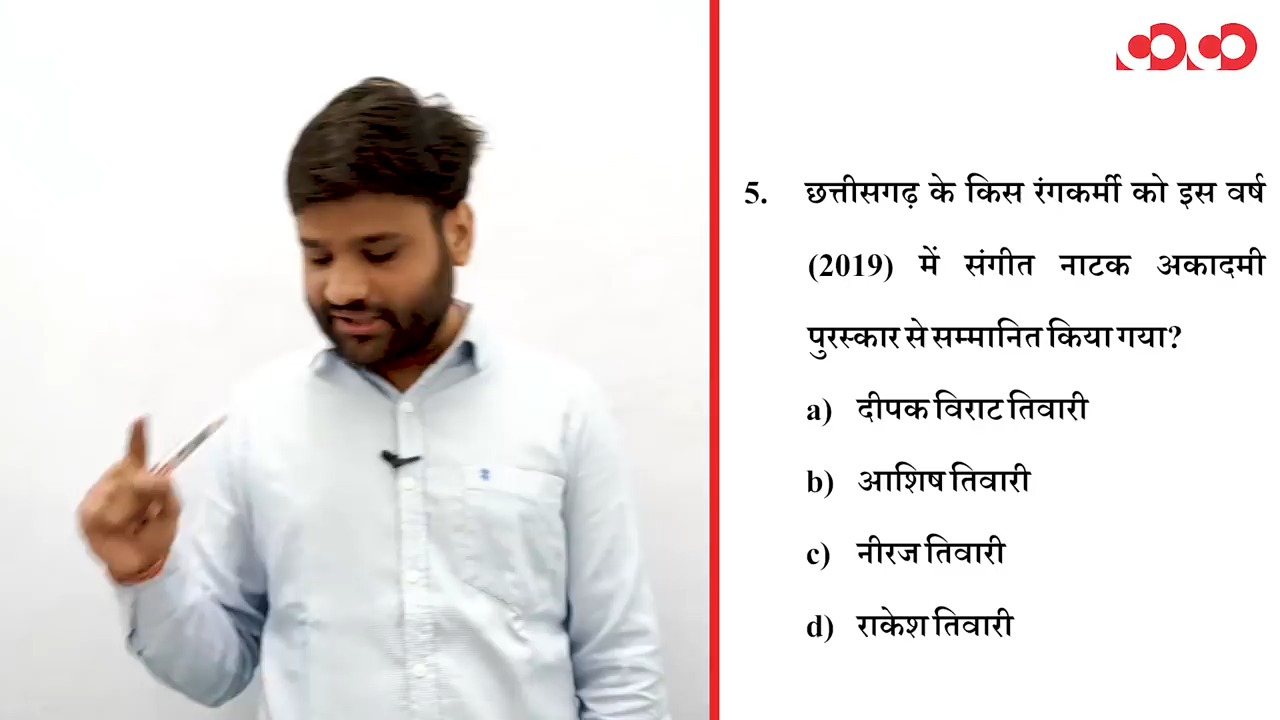 5. छत्तीसगढ़ के किस रंगकर्मी को इस वर्ष
(2019) में संगीत नाटक अकादमी
पुरस्कार से सम्मानित किया गया?
a) दीपक विराट तिवारी
b) आशिष तिवारी
c) नीरज तिवारी
d) राकेश तिवारी